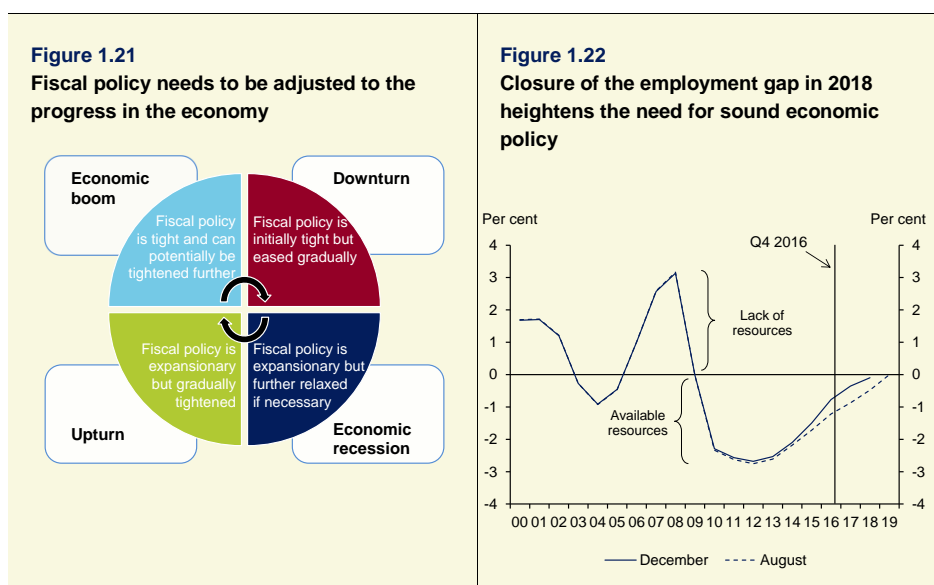 Figure 1.21
Fiscal policy needs to be adjusted to the
progress in the economy
Economic
boom
Downturn
Fiscal policy
is tight and can
potentially be
tightened further
Fiscal policy is
initially tight but
eased gradually
Fiscal policy is
expansionary
but gradually
tightened
Fiscal policy is
expansionary but
further relaxed
if necessary
Upturn
Economic
recession
Figure 1.22
Closure of the employment gap in 2018
heightens the need for sound economic
policy
Per cent
Per cent
Q4 2016
4
3
2
1
0
-1
-2
-3
-4
Lack of
resources
Available
resources
4
3
2
1
0
-1
-2
-3
-4
00 01 02 03 04 05 06 07 08 09 10 11 12 13 14 15 16 17 18 19
December
August